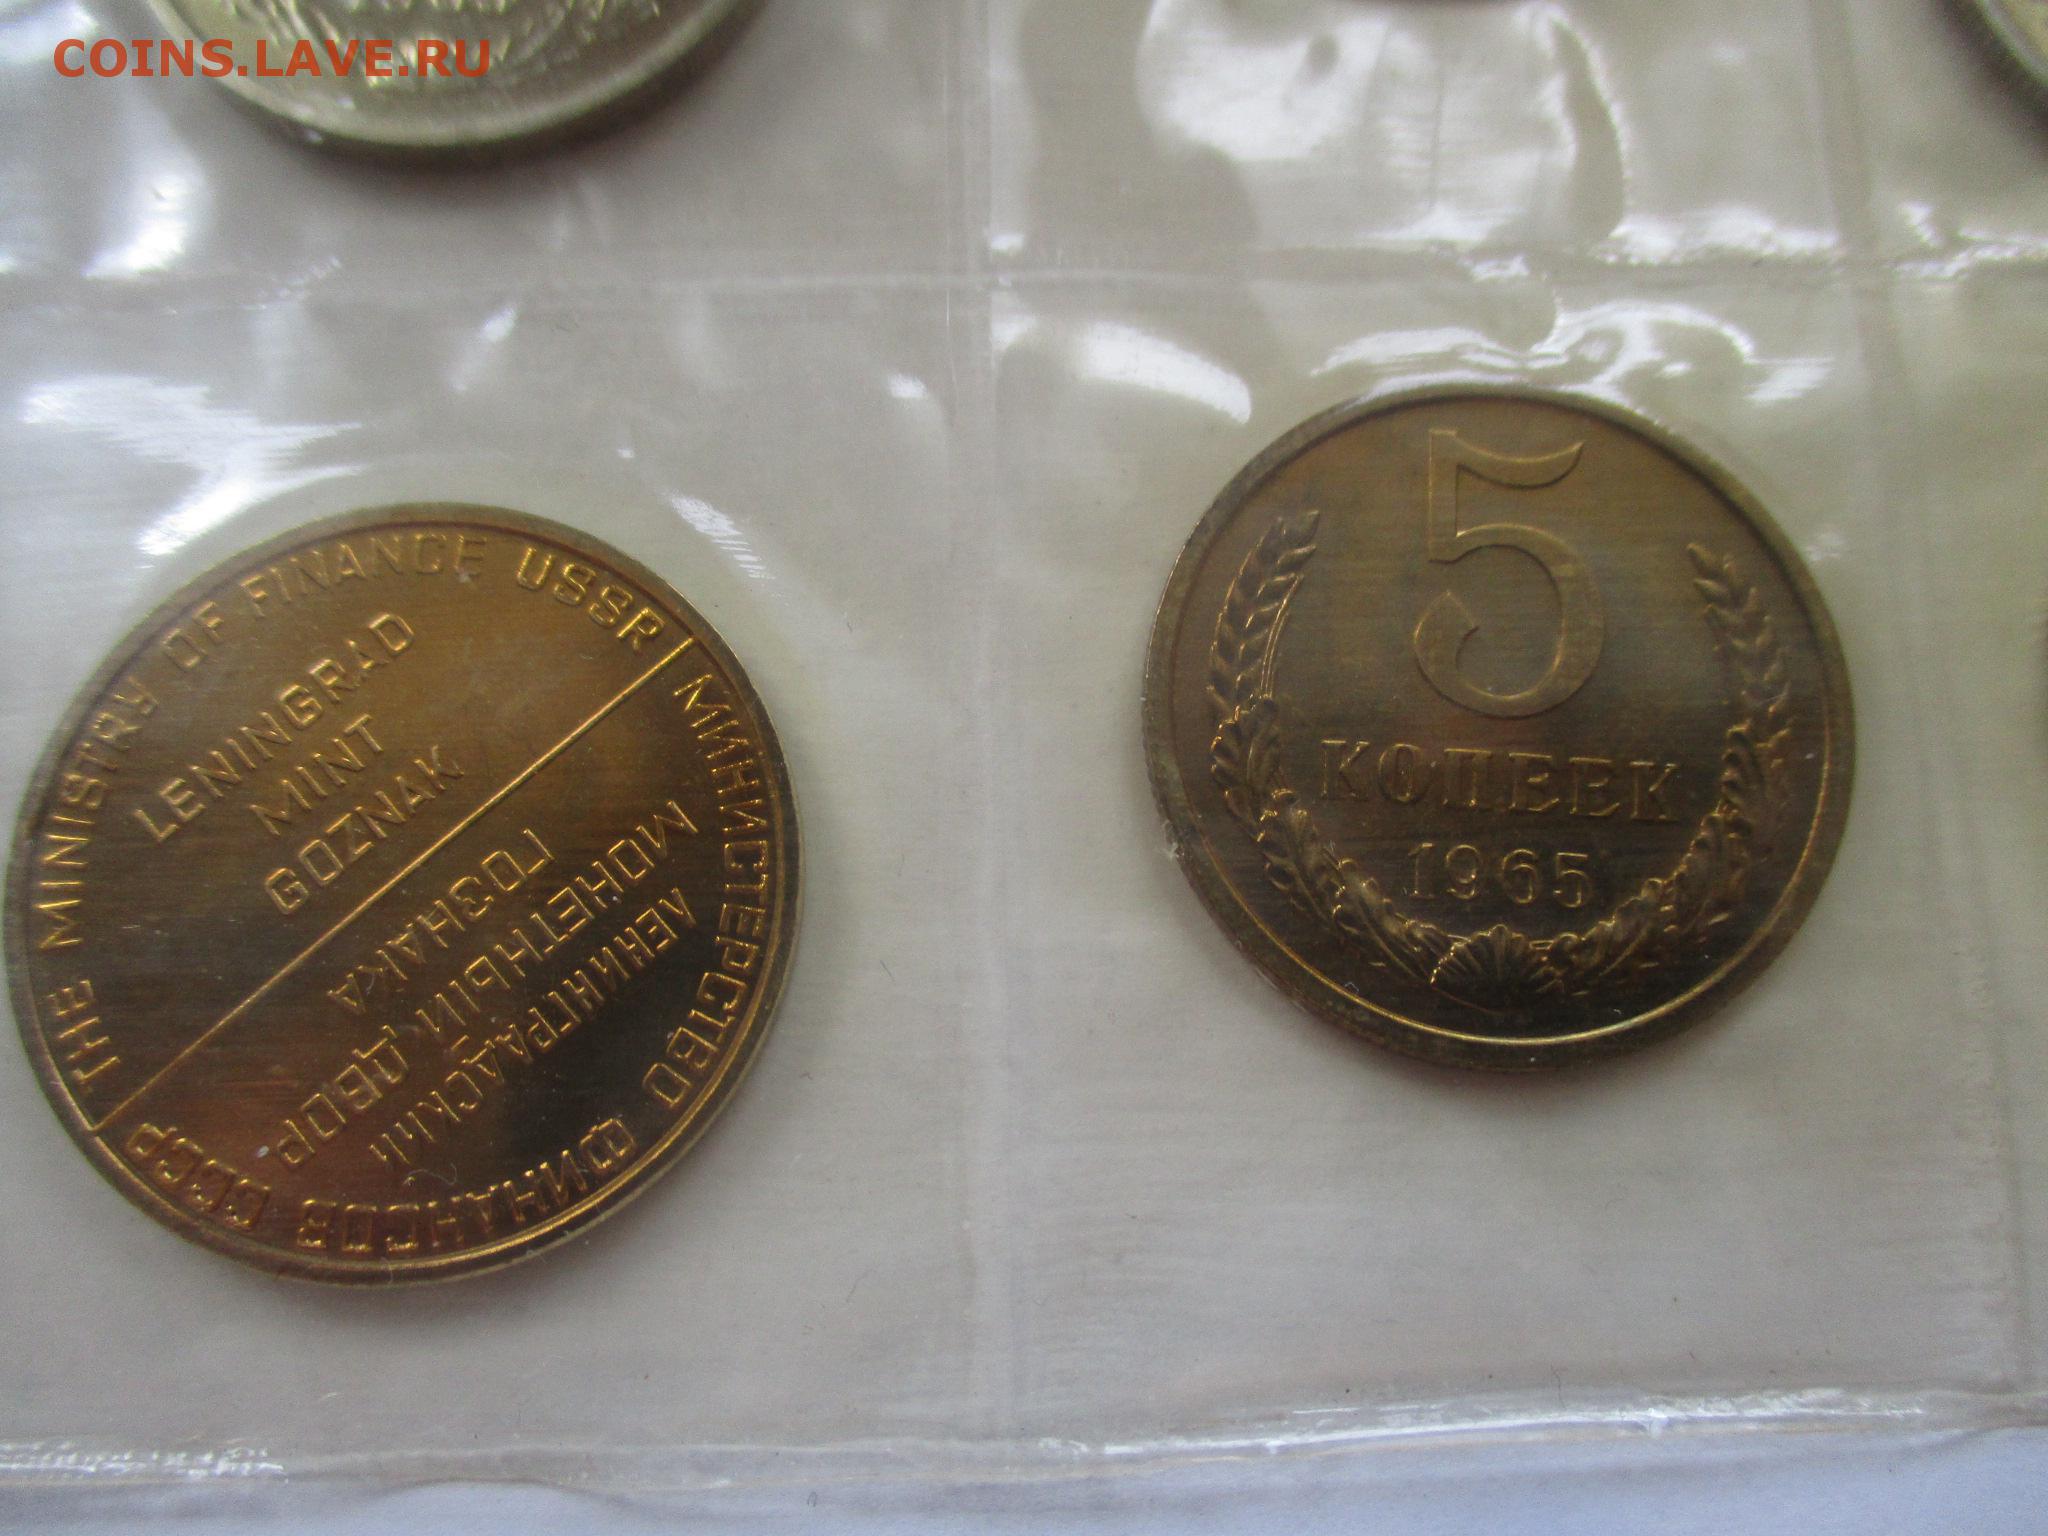 COINS.LAVE.RU
THE MINISTRY OF FINANCE USSR
LENINGRAD
MINT
GOZNAK
МИНИСТЕРСТВО ФИНАНСОВ СССР
ЛЕНИНГРАДСКИЙ
МОНЕТНЫЙ ДВОР
ГОЗНАКА
5
КОПЕЕК
1965